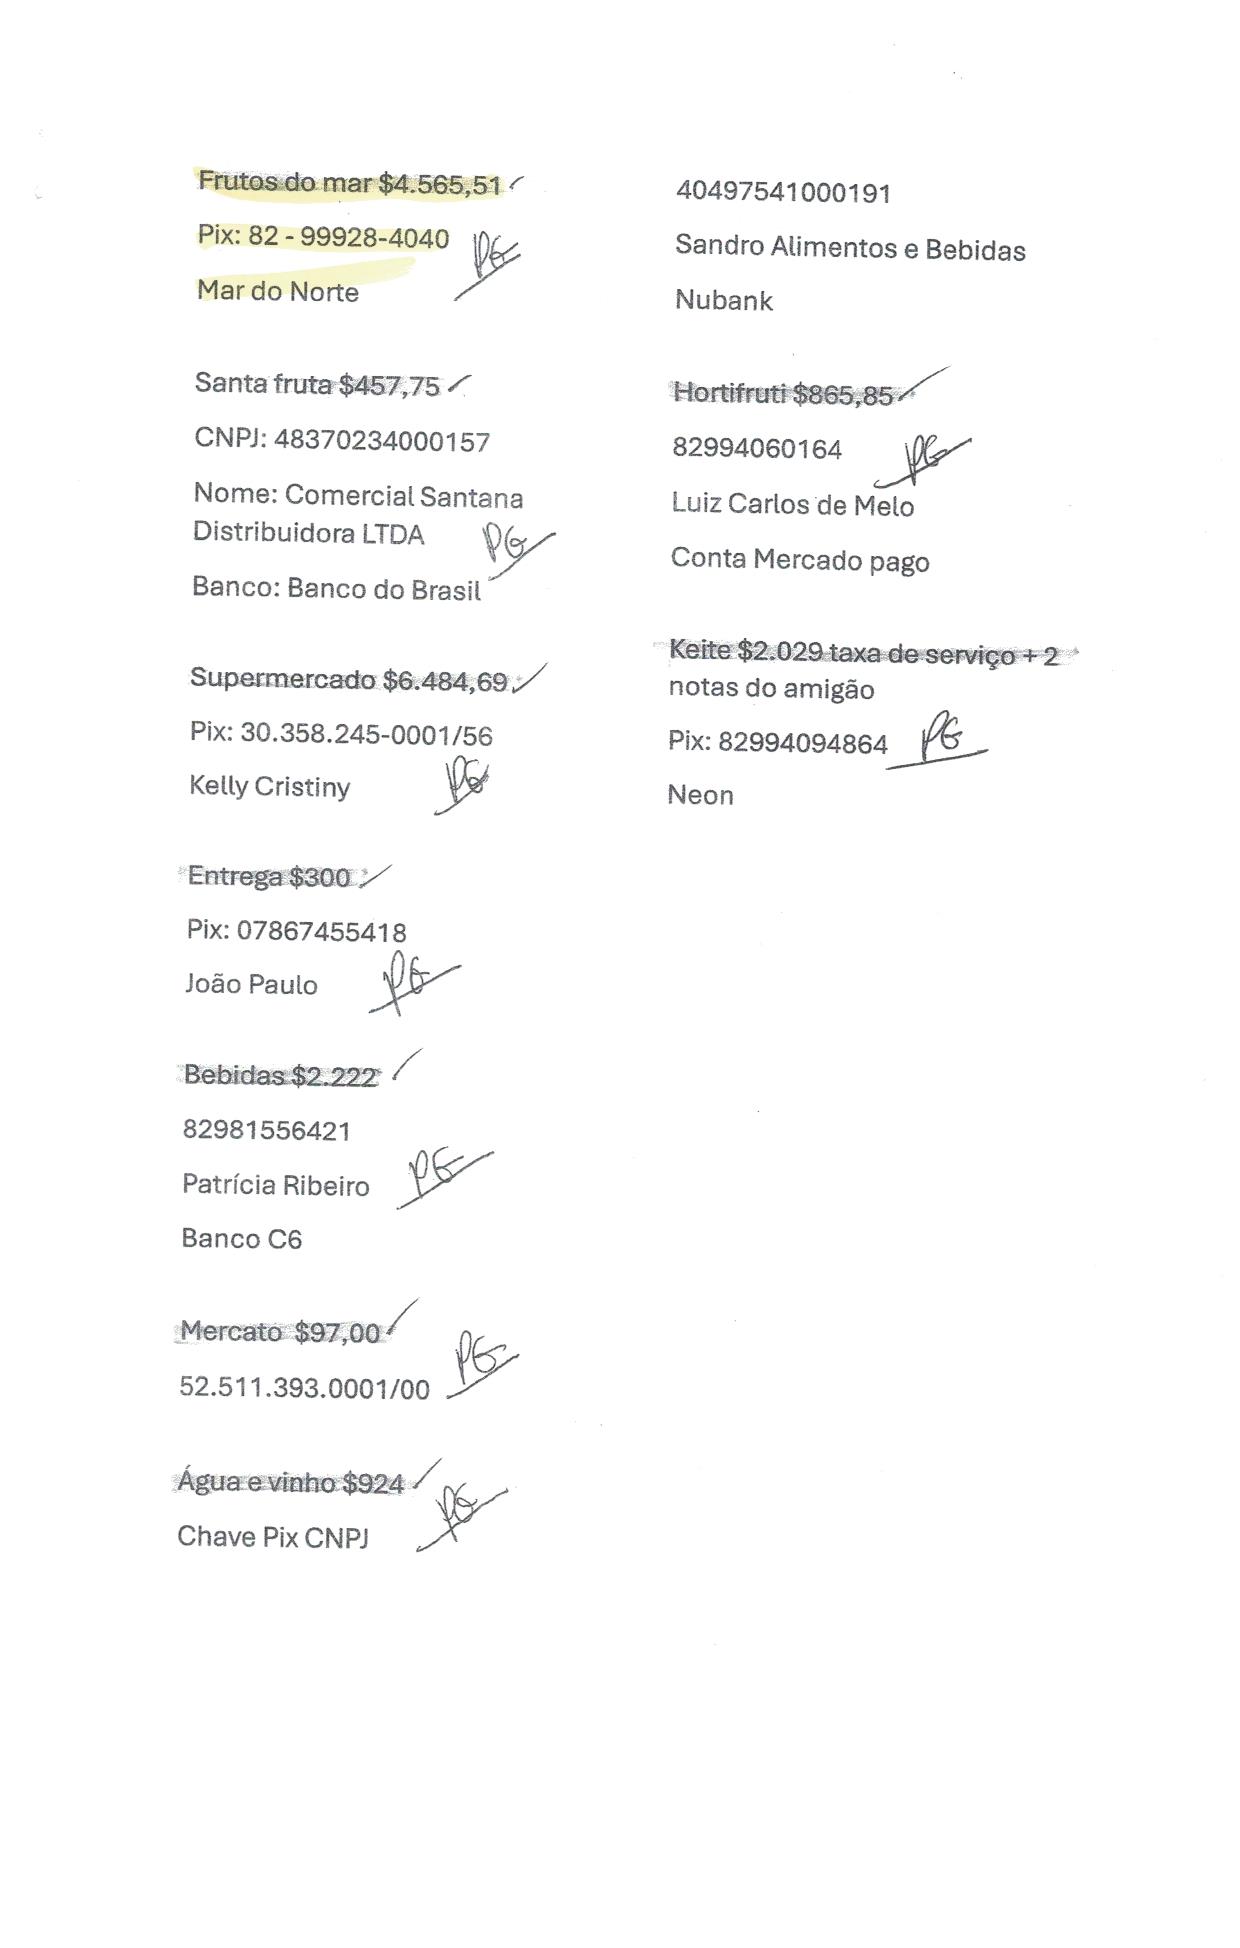 Frutos do mar $4.565,51
Pix: 82 - 99928-4040
PG
Mar do Norte
Santa fruta $457,75
CNPJ: 48370234000157
Nome: Comercial Santana
Distribuidora LTDA
PG
Banco: Banco do Brasil
Supermercado $6.484,69
Pix: 30.358.245-0001/56
Kelly Cristiny
PG
Entrega $300
Pix: 07867455418
João Paulo
PG
Bebidas $2.222
82981556421
Patrícia Ribeiro
PG
Banco C6
Mercato $97,00
PG
52.511.393.0001/00
Água e vinho $924
PG
Chave Pix CNPJ
40497541000191
Sandro Alimentos e Bebidas
Nubank
Hortifruti $865,85
82994060164
PG
Luiz Carlos de Melo
Conta Mercado pago
Keite $2.029 taxa de serviço + 2
notas do amigão
Pix: 82994094864
PG
Neon